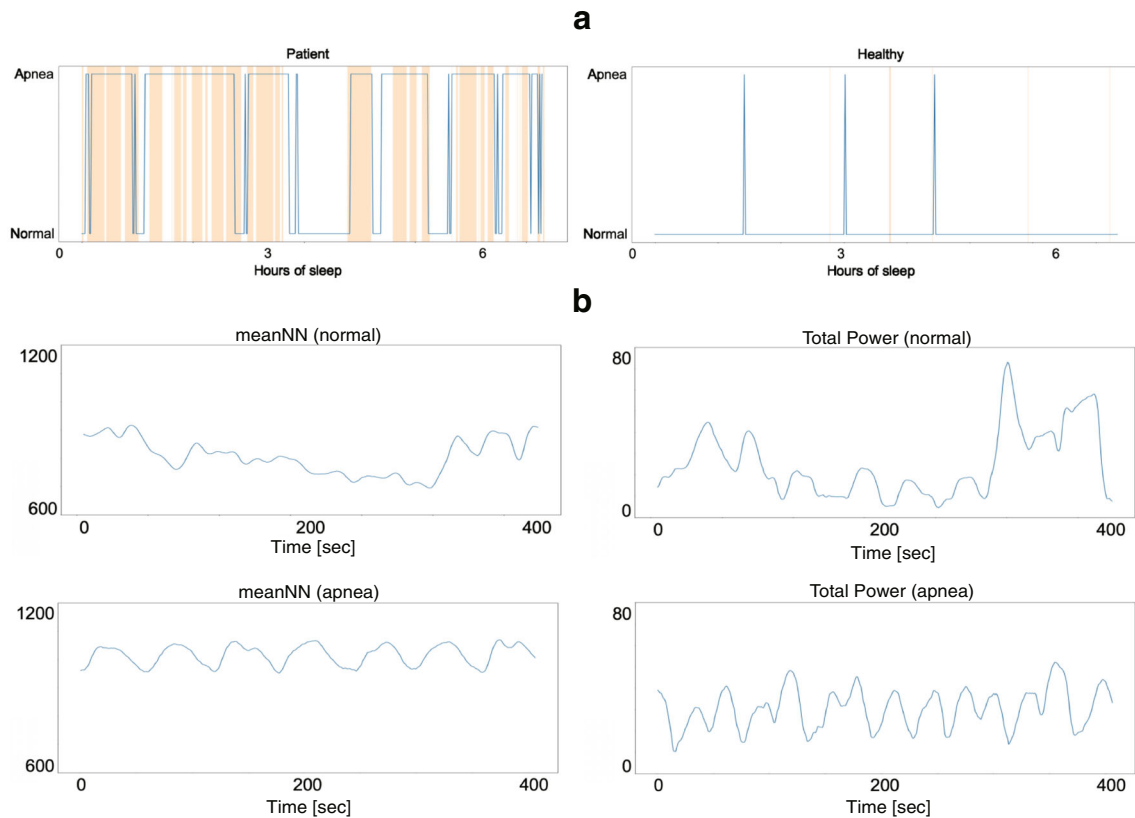 a
Patient
Healthy
Apnea
Apnea
Normal
Normal
0 3 6
0 3 6
Hours of sleep
Hours of sleep
b
meanNN (normal)
Total Power (normal)
1200
80
600
0
0 200 400
0 200 400
Time [sec]
Time [sec]
meanNN (apnea)
Total Power (apnea)
1200
80
600
0
0 200 400
0 200 400
Time [sec]
Time [sec]